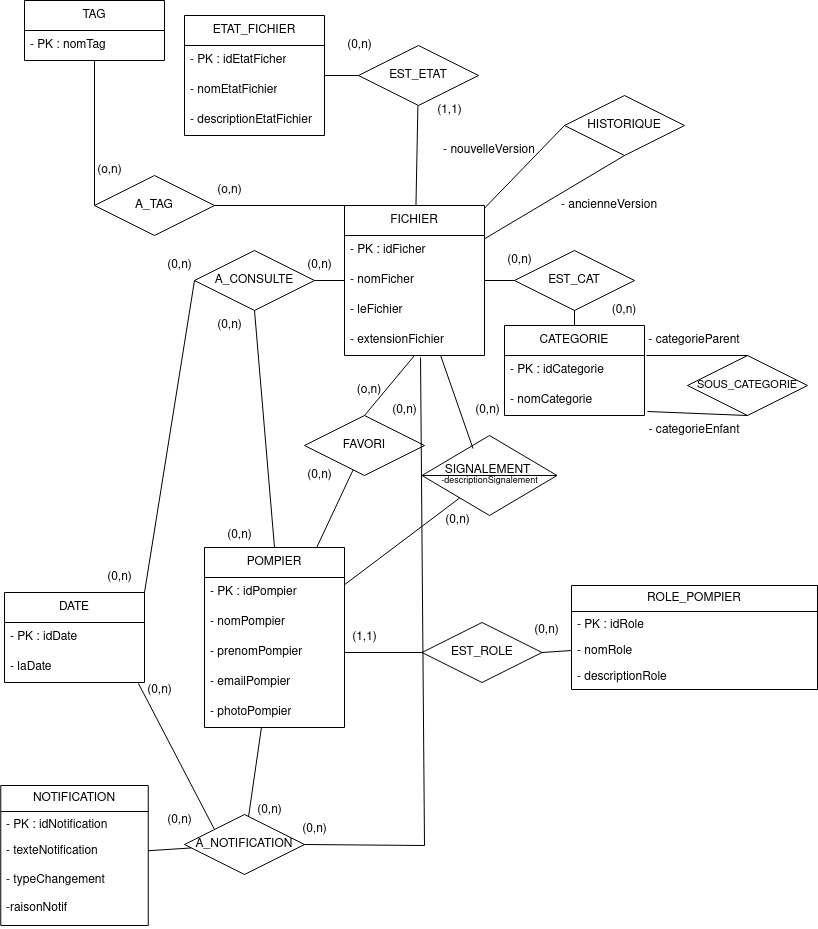 TAG
- PK : nomTag
ETAT_FICHIER
- PK : idEtatFicher
- nomEtatFichier
- descriptionEtatFichier
(0,n)
EST_ETAT
(1,1)
HISTORIQUE
- nouvelleVersion
- ancienneVersion
(o,n)
A_TAG
(o,n)
FICHIER
- PK : idFicher
- nomFicher
- leFichier
- extensionFichier
(0,n)
A_CONSULTE
(0,n)
(0,n)
(0,n)
EST_CAT
(0,n)
CATEGORIE
- PK : idCategorie
- nomCategorie
- categorieParent
SOUS_CATEGORIE
- categorieEnfant
(o,n)
(0,n)
(0,n)
FAVORI
(0,n)
SIGNALEMENT
-descriptionSignalement
(0,n)
(0,n)
POMPIER
- PK : idPompier
- nomPompier
- prenomPompier
- emailPompier
- photoPompier
(0,n)
DATE
- PK : idDate
- laDate
(0,n)
(1,1)
EST_ROLE
(0,n)
ROLE_POMPIER
- PK : idRole
- nomRole
- descriptionRole
NOTIFICATION
- PK : idNotification
- texteNotification
- typeChangement
-raisonNotif
(0,n)
(0,n)
A_NOTIFICATION
(0,n)